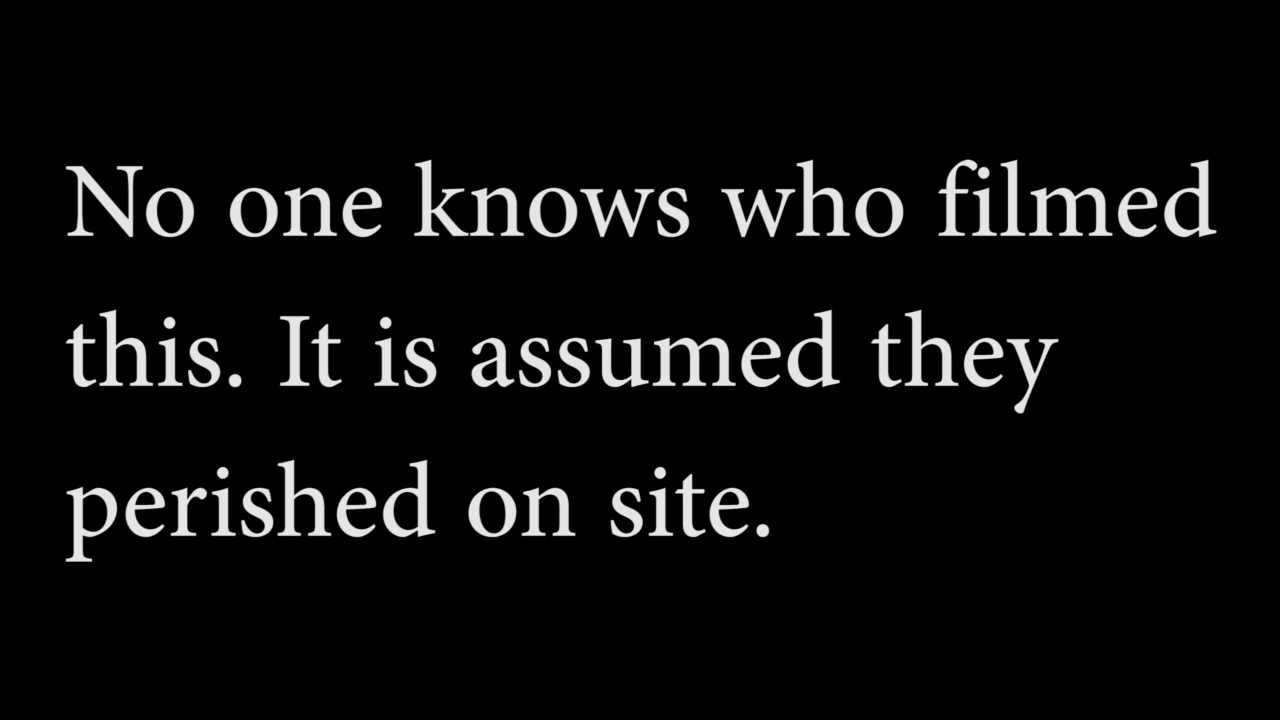 No one knows who filmed
this. It is assumed they
perished on site.